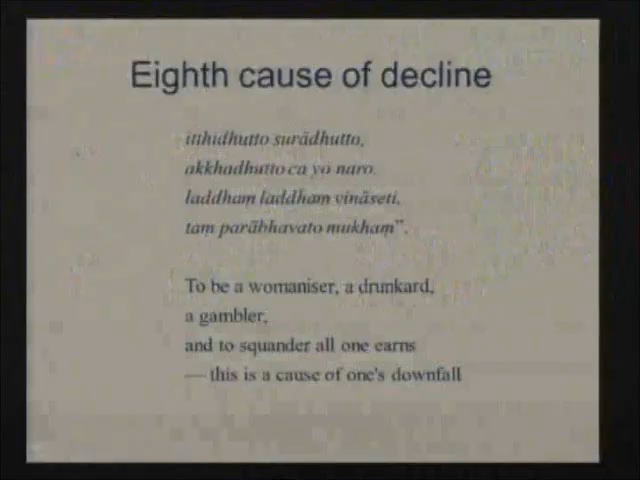 Eighth cause of decline
itthidhutto surādhutto,
akkhadhutto ca yo naro.
laddhaṃ laddhaṃ vināseti,
taṃ parābhavato mukhaṃ”.
To be a womaniser, a drunkard,
a gambler,
and to squander all one earns
— this is a cause of one's downfall